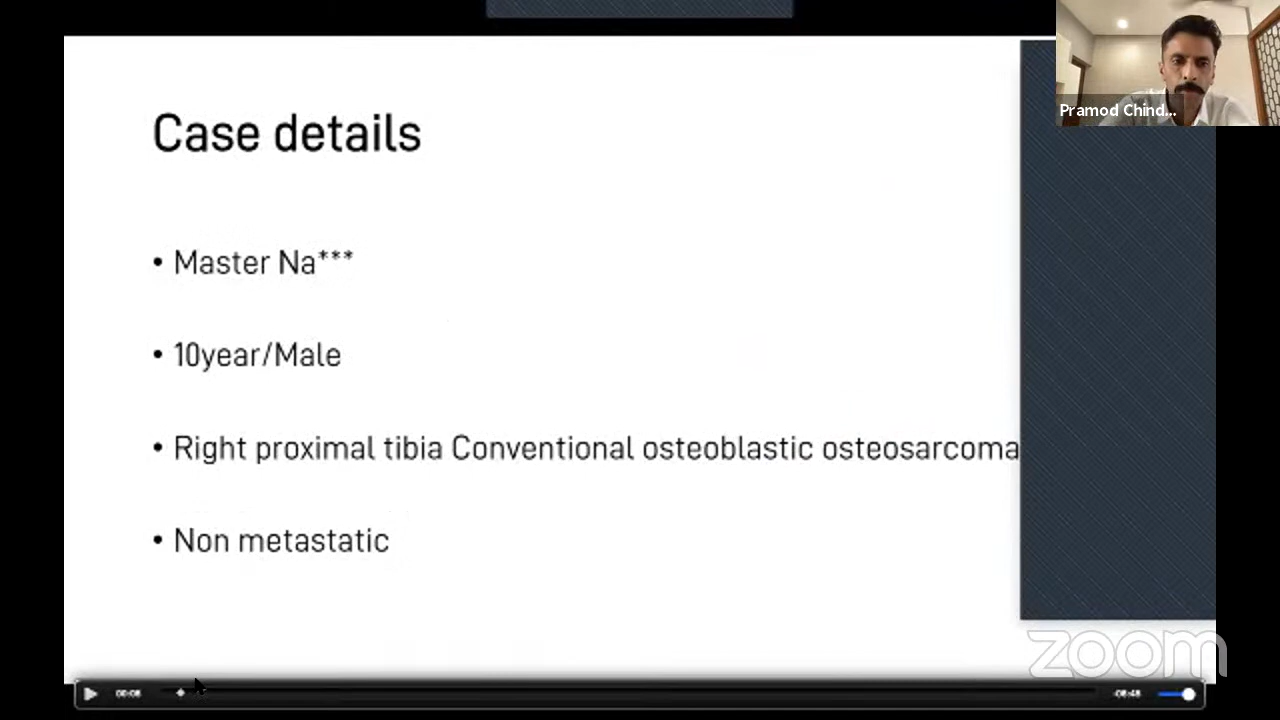 Pramod Chind...
Case details
• Master Na***
• 10year/Male
• Right proximal tibia Conventional osteoblastic osteosarcoma
• Non metastatic
zoom